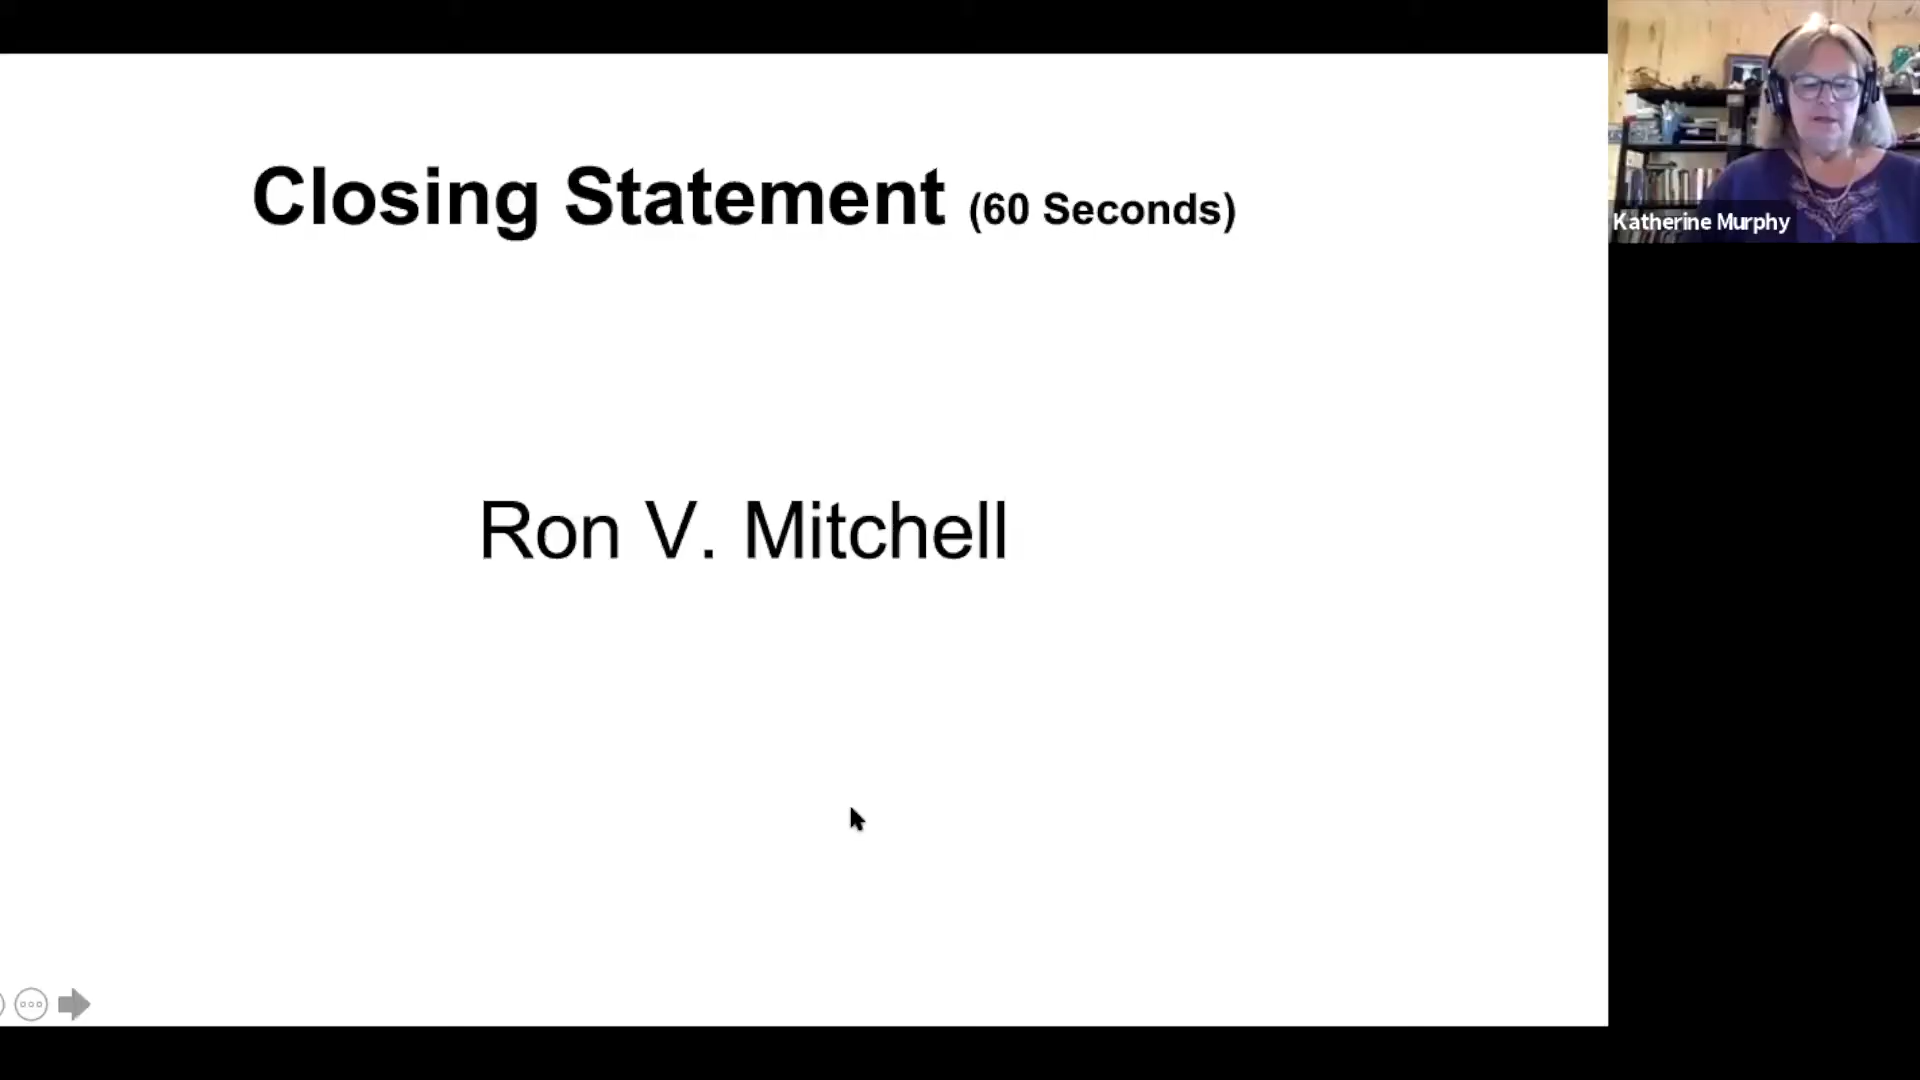 Closing Statement (60 Seconds)
Ron V. Mitchell
Katherine Murphy